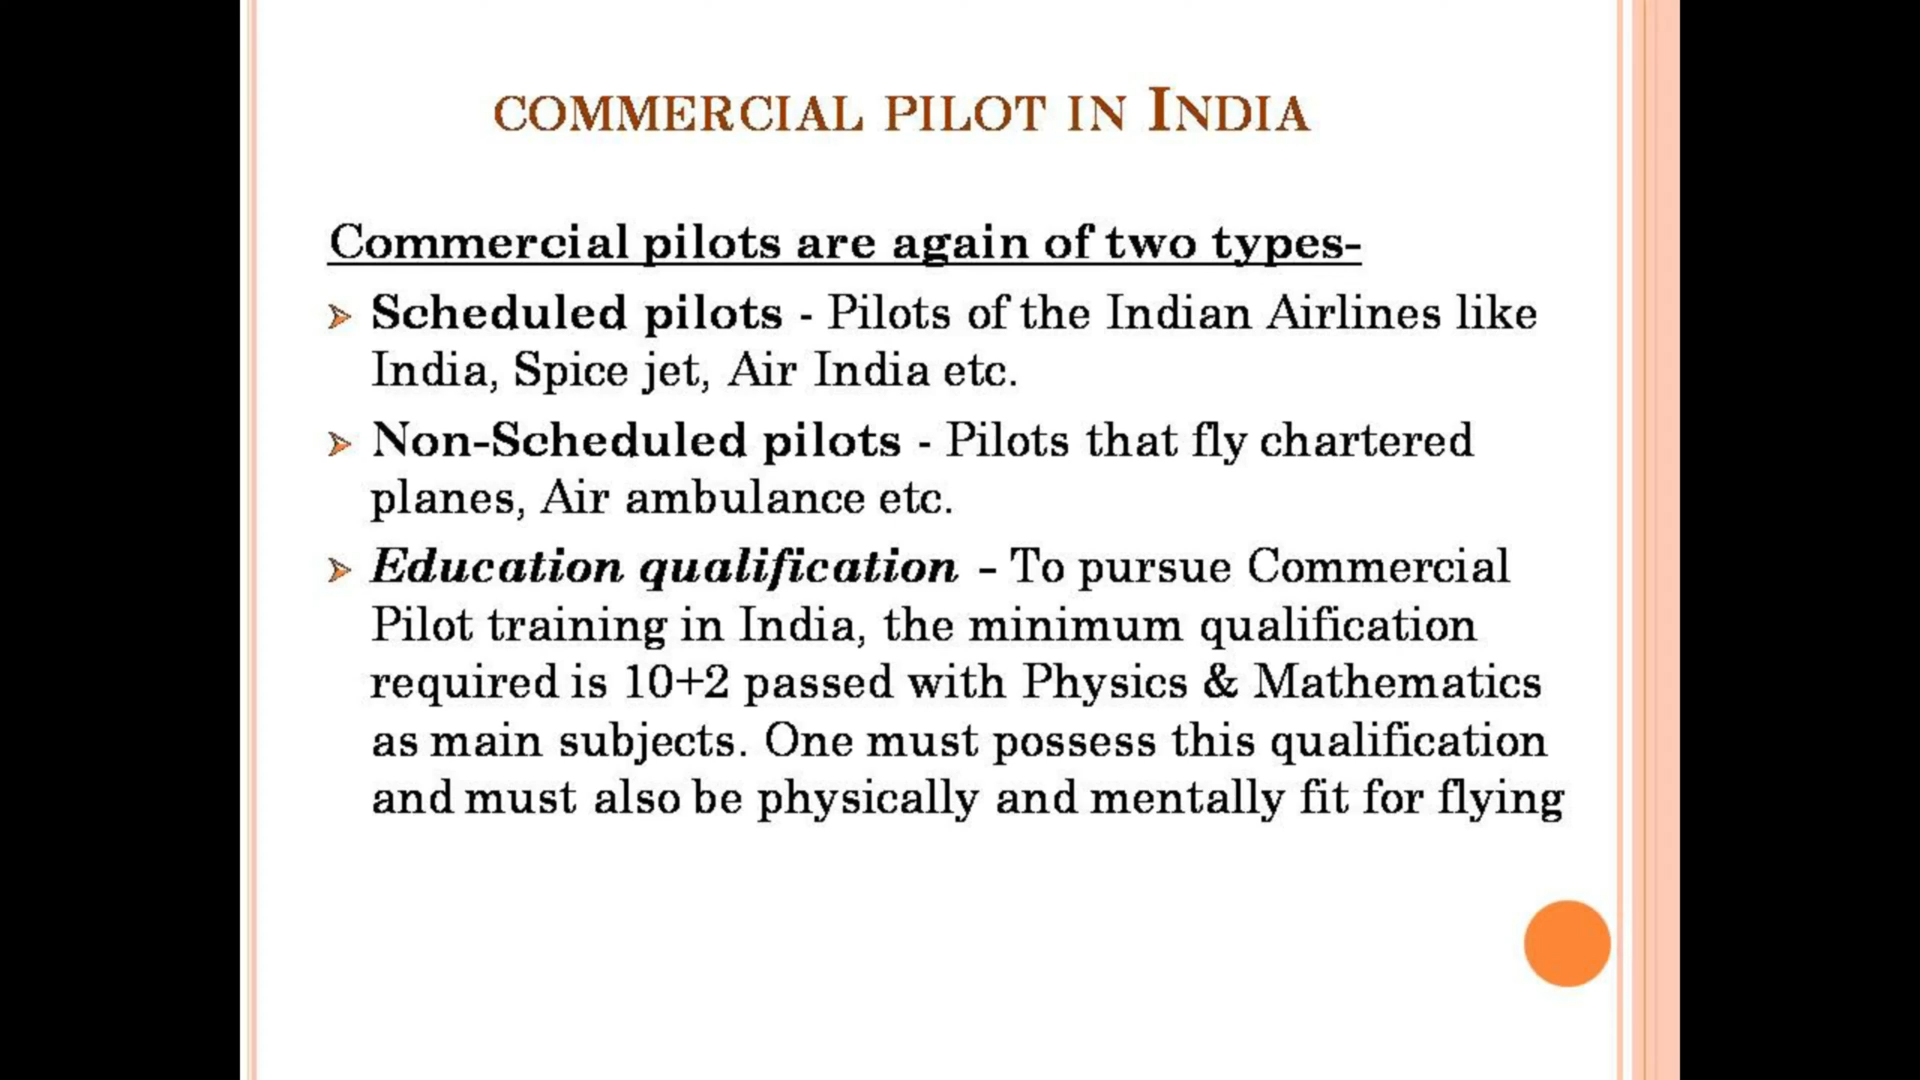 COMMERCIAL PILOT IN INDIA
Commercial pilots are again of two types-
Scheduled pilots - Pilots of the Indian Airlines like
India, Spice jet, Air India etc.
Non-Scheduled pilots - Pilots that fly chartered
planes, Air ambulance etc.
Education qualification - To pursue Commercial
Pilot training in India, the minimum qualification
required is 10+2 passed with Physics & Mathematics
as main subjects. One must possess this qualification
and must also be physically and mentally fit for flying